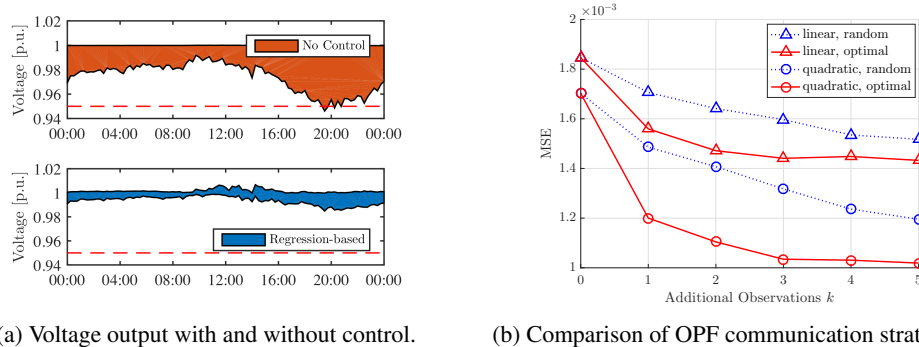 1.02
1
0.98
0.96
0.94
Voltage [p.u.]
No Control
00:00 04:00 08:00 12:00 16:00 20:00 00:00
1.02
1
0.98
0.96
0.94
Voltage [p.u.]
Regression-based
00:00 04:00 08:00 12:00 16:00 20:00 00:00
(a) Voltage output with and without control.
×10⁻³
2
1.8
1.6
1.4
1.2
1
MSE
linear, random
linear, optimal
quadratic, random
quadratic, optimal
0 1 2 3 4 5
Additional Observations k
(b) Comparison of OPF communication strat